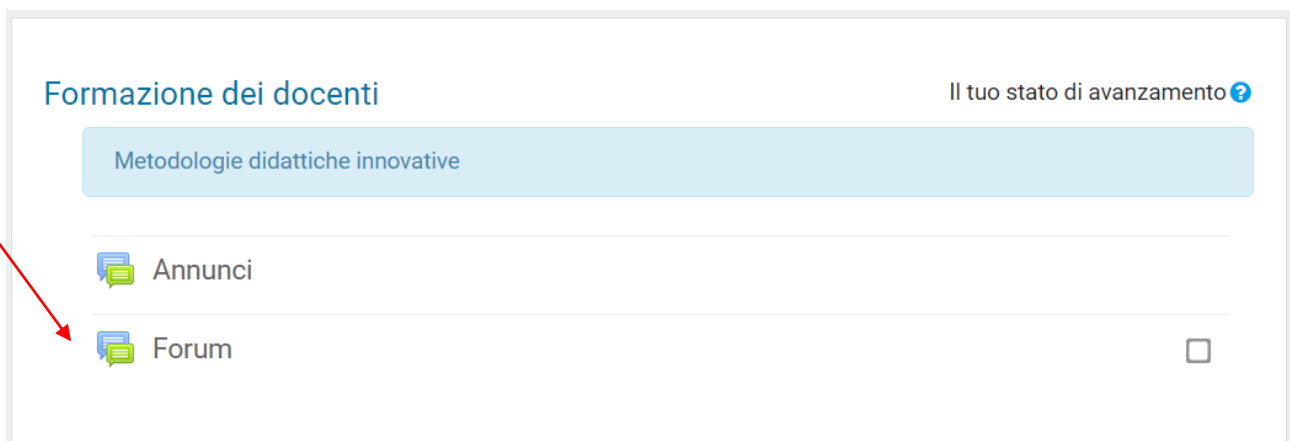 Formazione dei docenti
Il tuo stato di avanzamento
Metodologie didattiche innovative
Annunci
Forum